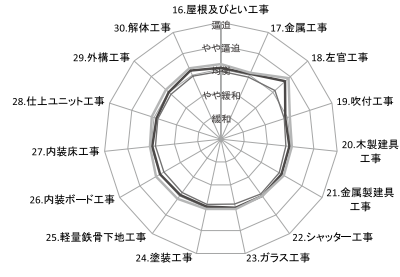 16.屋根及びとい工事
30.解体工事
逼迫
17.金属工事
29.外構工事
やや逼迫
18.左官工事
均衡
28.仕上ユニット工事
やや緩和
19.吹付工事
緩和
27.内装床工事
20.木製建具
工事
26.内装ボード工事
21.金属製建具
工事
25.軽量鉄骨下地工事
22.シャッター工事
24.塗装工事
23.ガラス工事